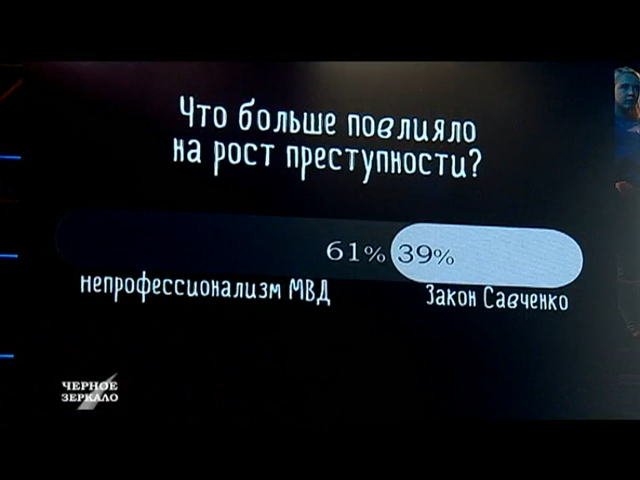 Что больше повлияло
на рост преступности?
61% 39%
непрофессионализм МВД
Закон Савченко
ЧЕРНОЕ
ЗЕРКАЛО